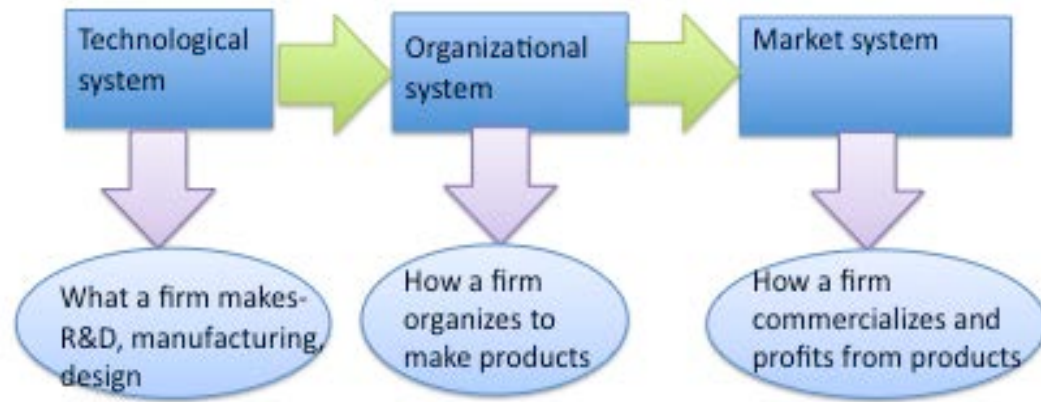 Technological
system
Organizational
system
Market system
What a firm makes-
R&D, manufacturing,
design
How a firm
organizes to
make products
How a firm
commercializes and
profits from products